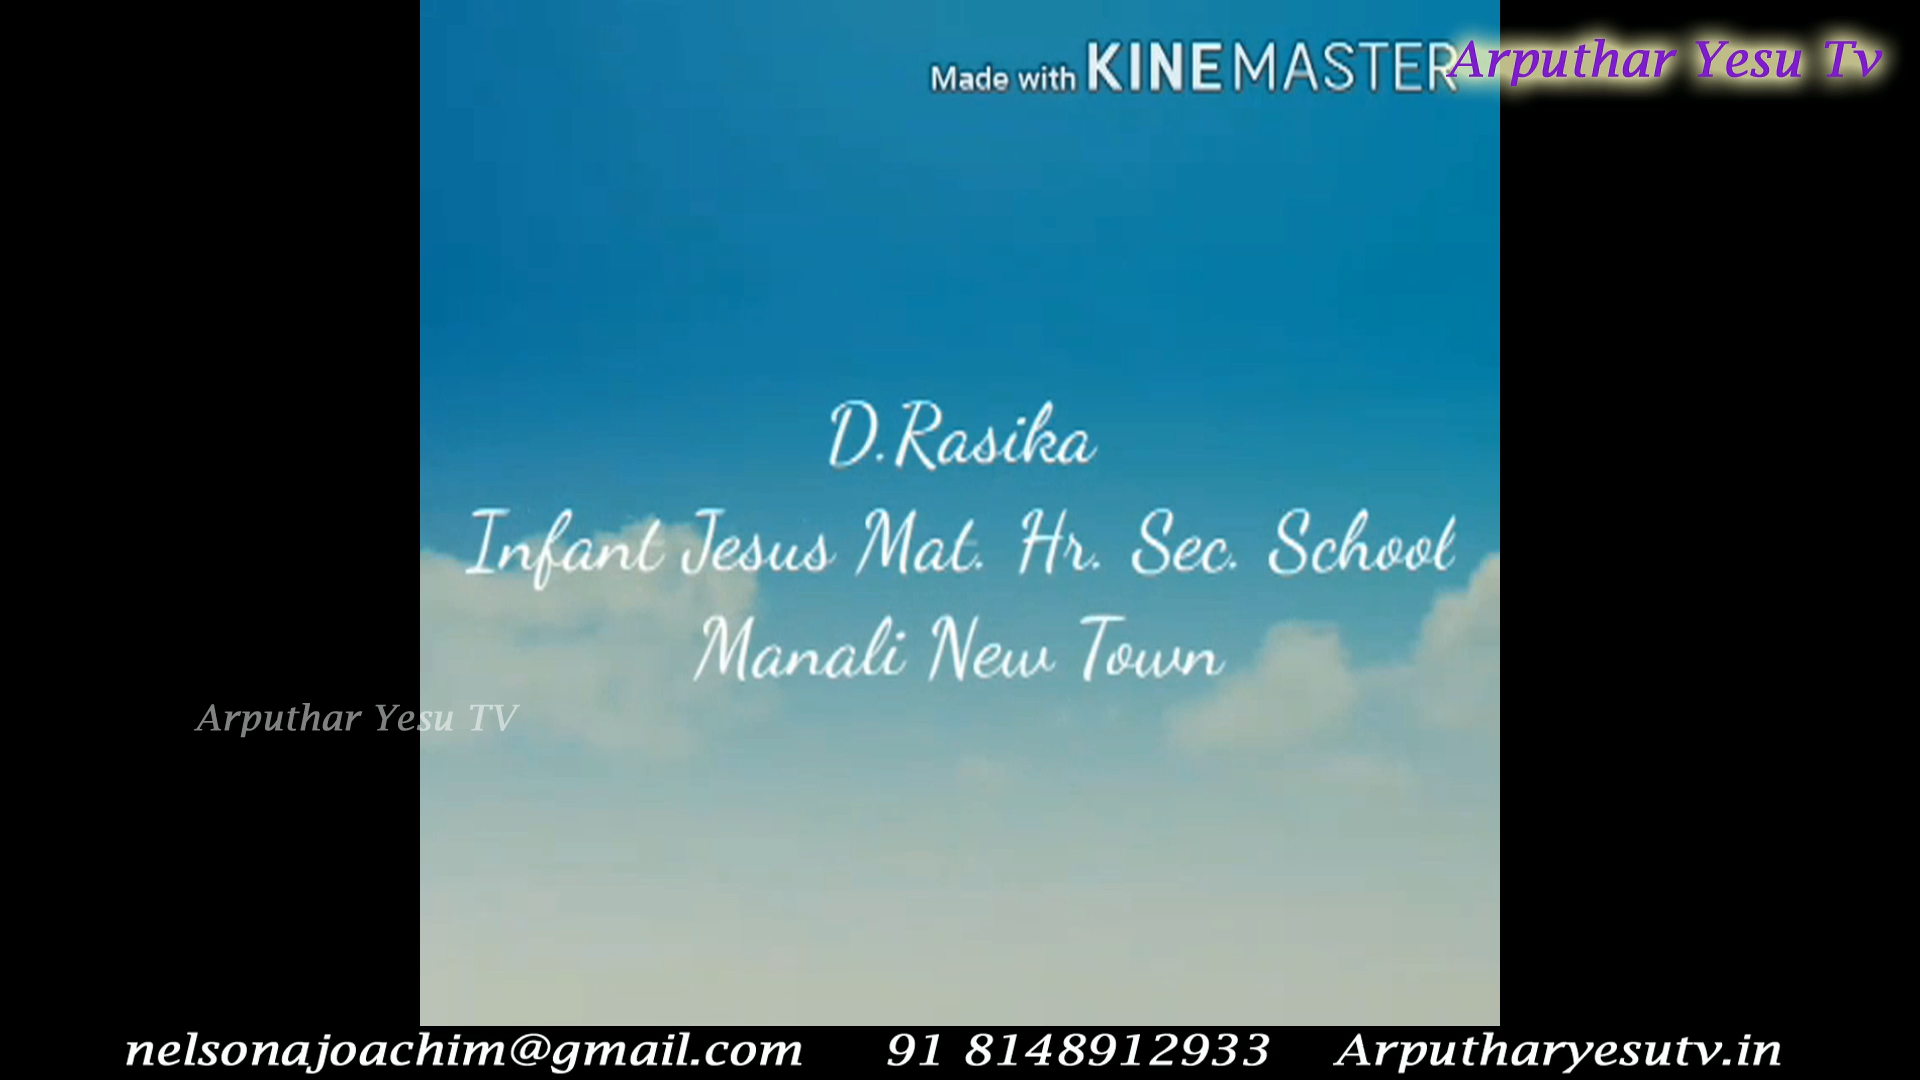 Made with KINEMASTER
Arputhar Yesu Tv
D.Rasika
Infant Jesus Mat. Hr. Sec. School
Manali New Town
Arputhar Yesu TV
nelsonajoachim@gmail.com 91 8148912933 Arputharyesutv.in